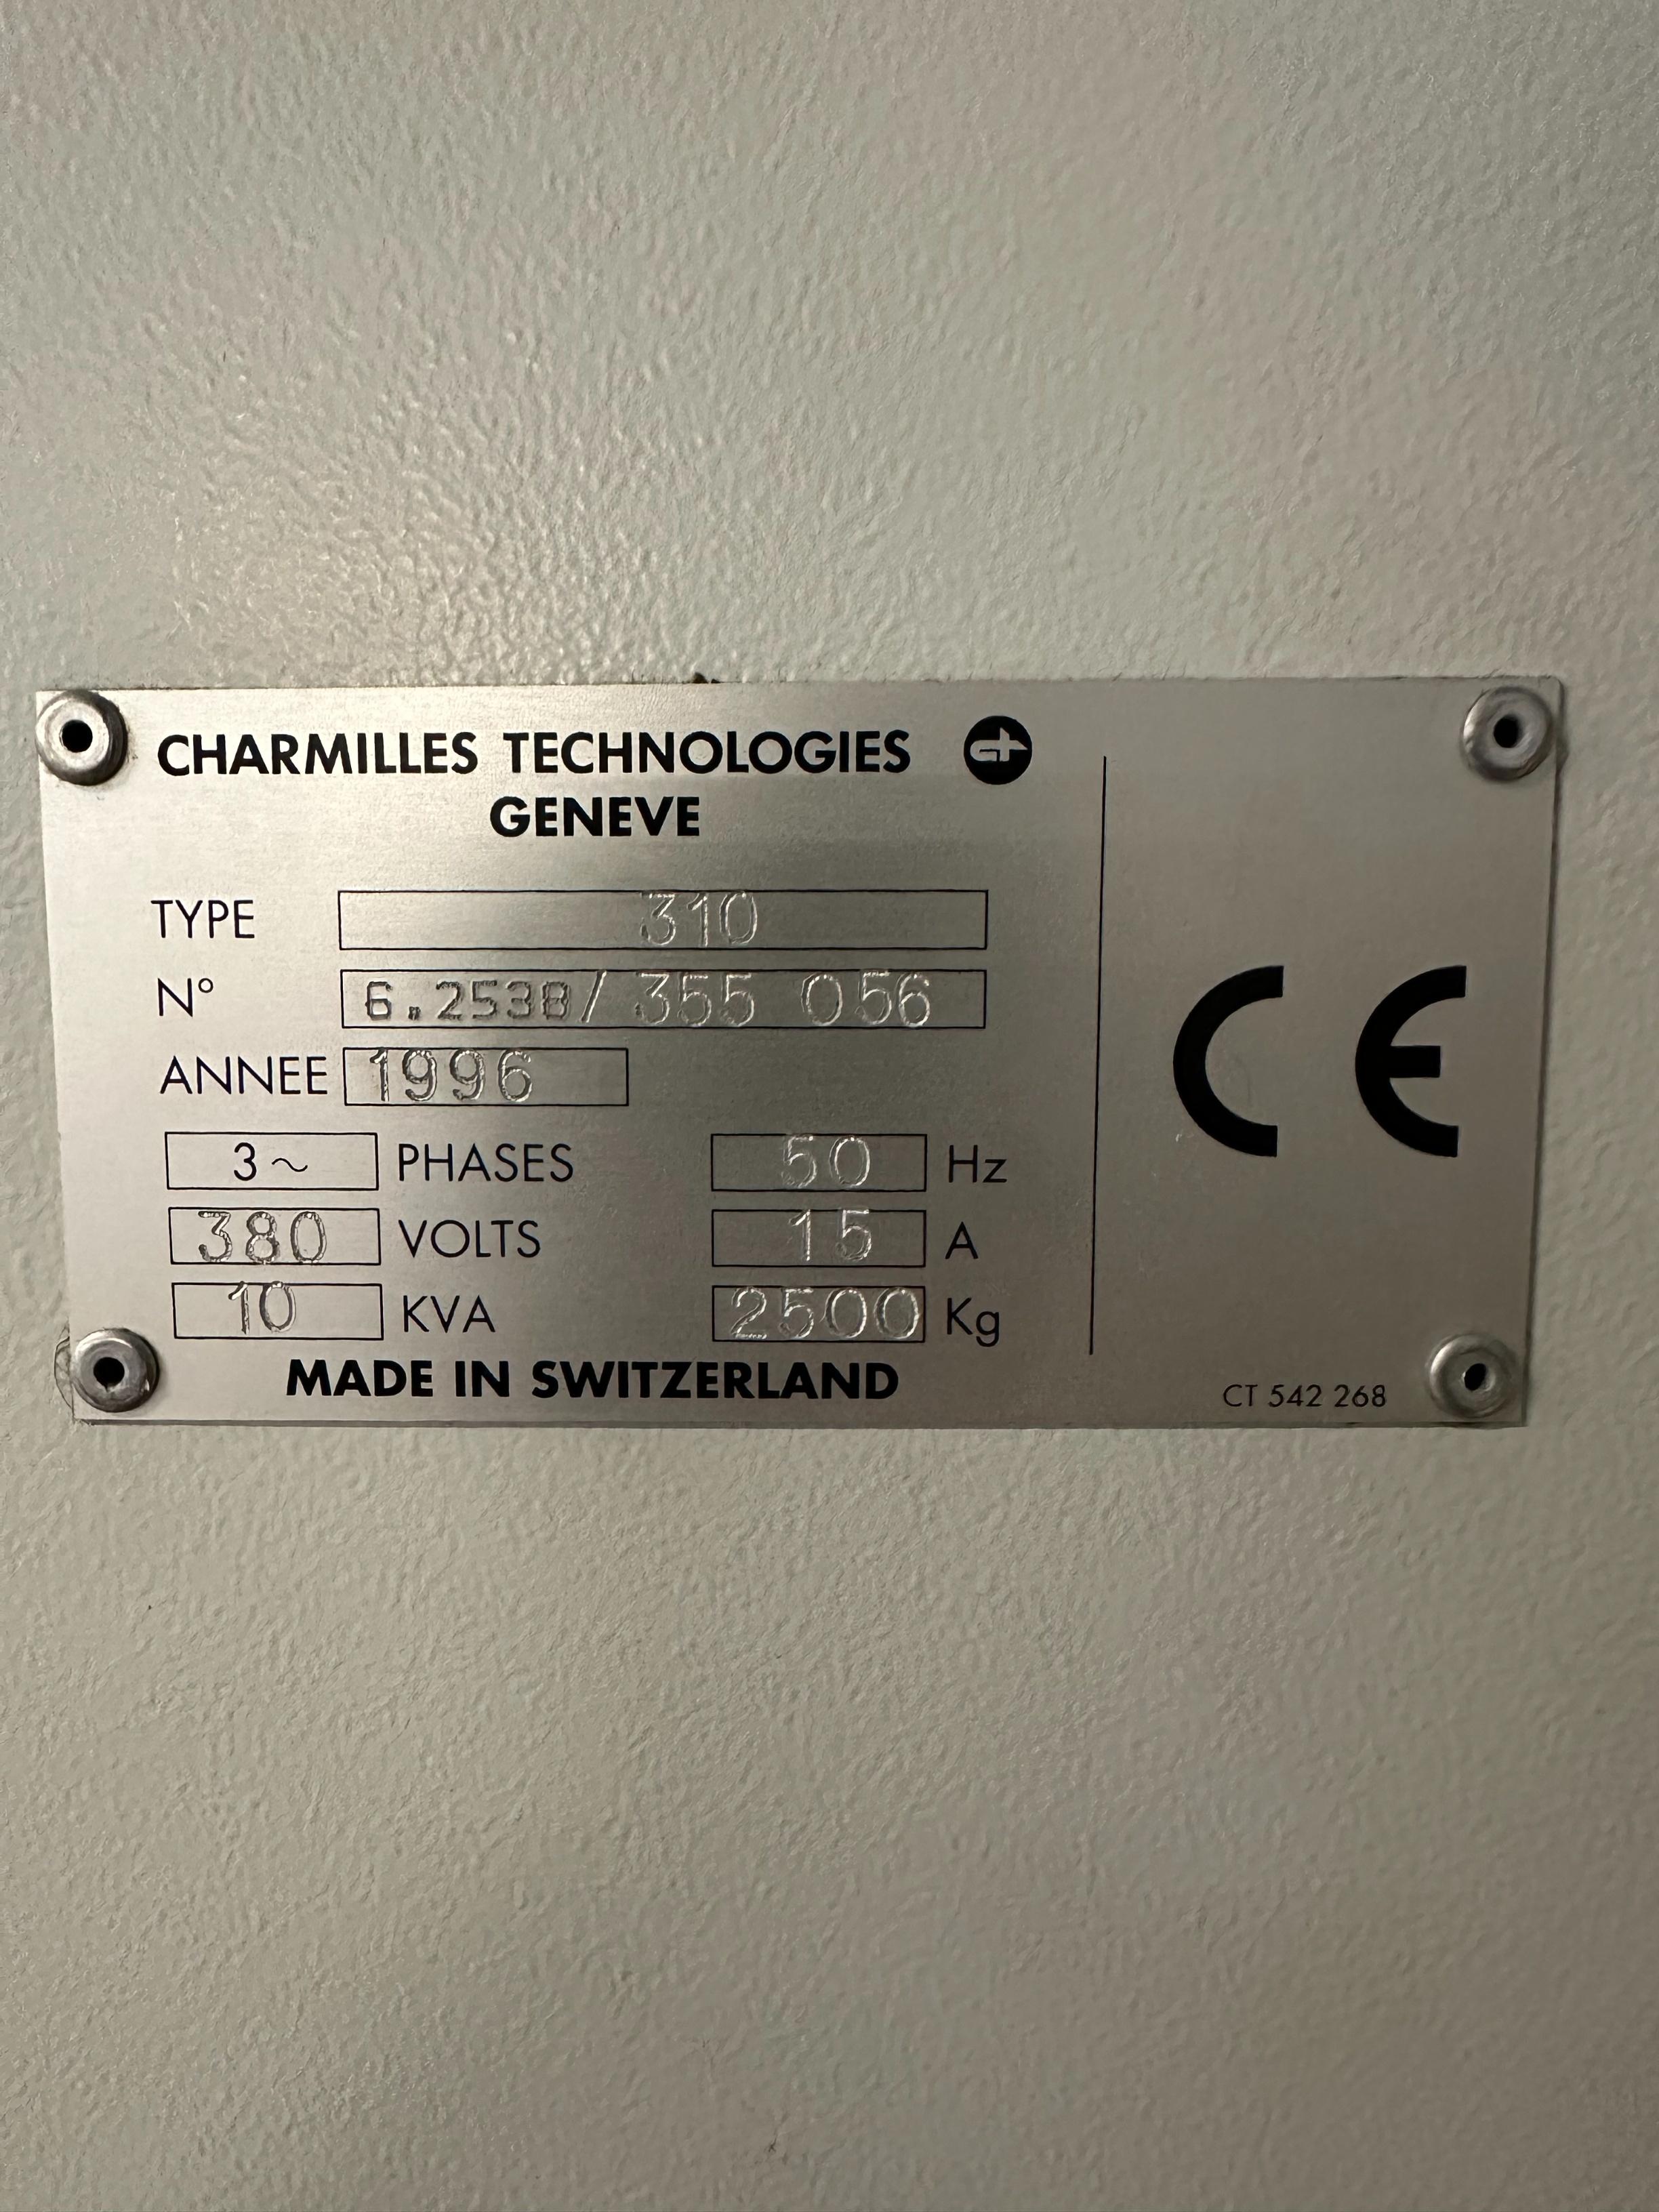 CHARMILLES TECHNOLOGIES
GENEVE
TYPE 310
N° 6.2538/ 355 056
ANNEE 1996
3~ PHASES 50 Hz
380 VOLTS 15 A
10 KVA 2500 Kg
MADE IN SWITZERLAND
CE
CT 542 268